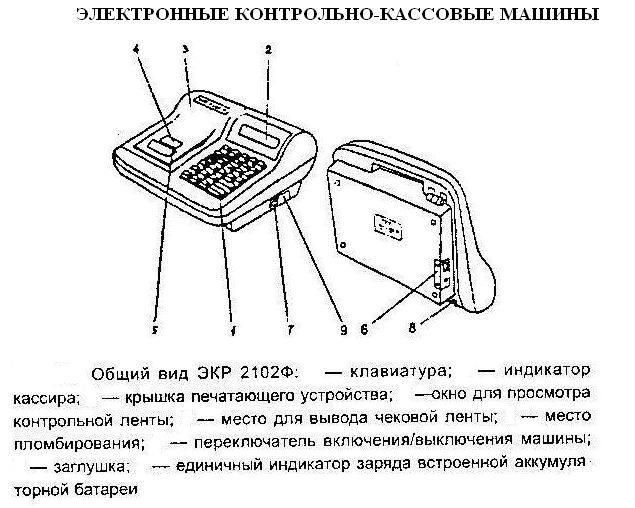 ЭЛЕКТРОННЫЕ КОНТРОЛЬНО-КАССОВЫЕ МАШИНЫ
4 3 2
5 1 7 9 6 8
Общий вид ЭКР 2102Ф: — клавиатура; — индикатор
кассира; — крышка печатающего устройства; —окно для просмотра
контрольной ленты; — место для вывода чековой ленты; — место
пломбирования; — переключатель включения/выключения машины;
— заглушка; — единичный индикатор заряда встроенной аккумуля
торной батареи